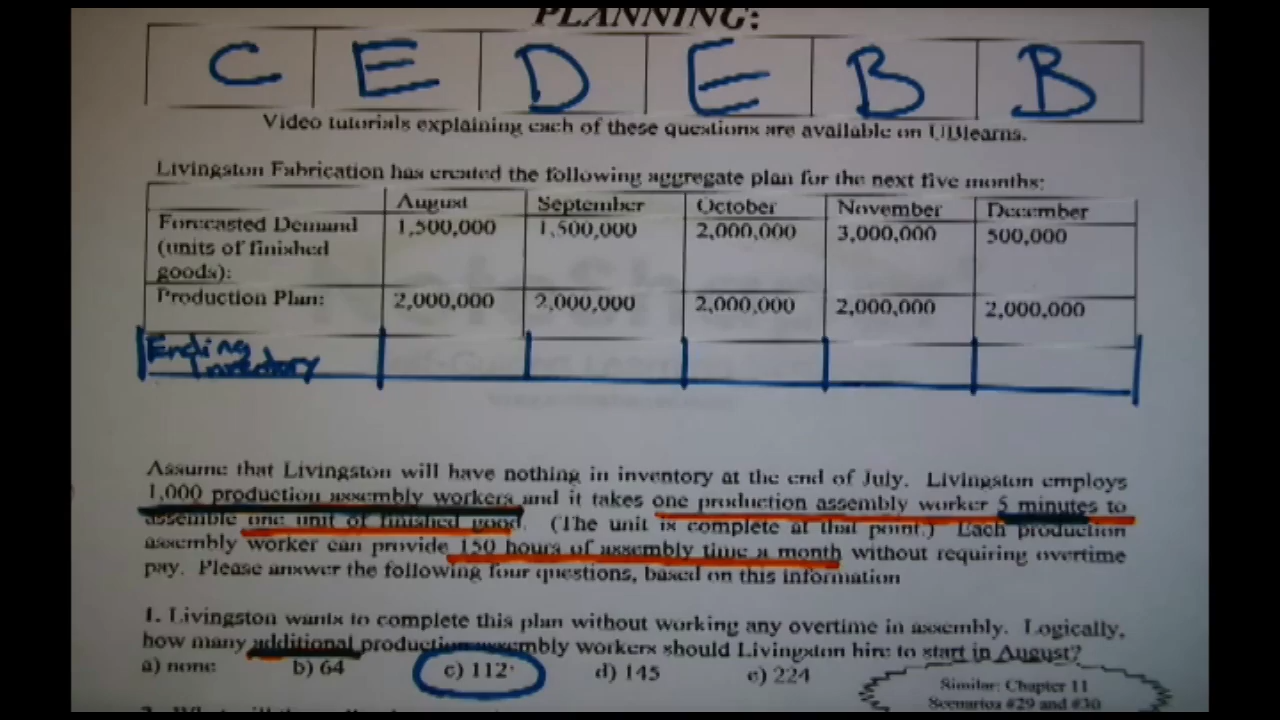 PLANNING:
C E D E B B
Video tutorials explaining each of these questions are available on UBlearns.
Livingston Fabrication has created the following aggregate plan for the next five months:
August September October November December
Forecasted Demand 1,500,000 1,500,000 2,000,000 3,000,000 500,000
(units of finished
goods):
Production Plan: 2,000,000 2,000,000 2,000,000 2,000,000 2,000,000
Ending
Inventory
Assume that Livingston will have nothing in inventory at the end of July. Livingston employs
1,000 production assembly workers and it takes one production assembly worker 5 minutes to
assemble one unit of finished good. (The unit is complete at that point.) Each production
assembly worker can provide 150 hours of assembly time a month without requiring overtime
pay. Please answer the following four questions, based on this information
1. Livingston wants to complete this plan without working any overtime in assembly. Logically,
how many additional production assembly workers should Livingston hire to start in August?
a) none b) 64 c) 112 d) 145 e) 224
Similar: Chapter 11
Scenarios #29 and #30